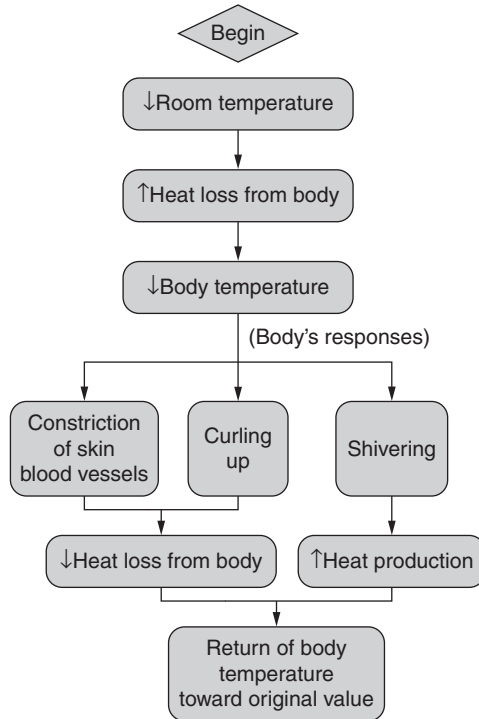 Begin
↓Room temperature
↑Heat loss from body
↓Body temperature
(Body's responses)
Constriction
of skin
blood vessels
Curling
up
Shivering
↓Heat loss from body
↑Heat production
Return of body
temperature
toward original value